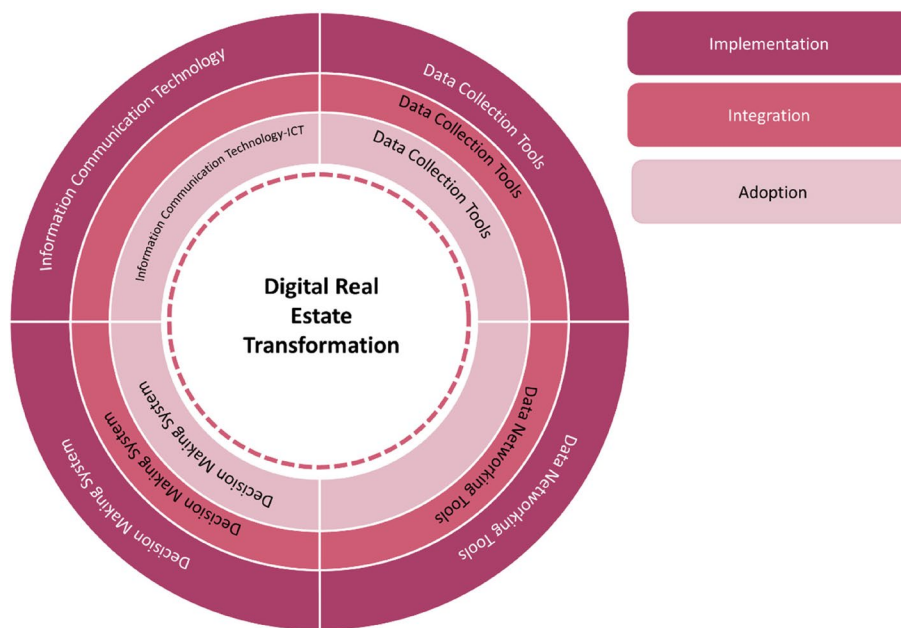 Information Communication Technology
Data Collection Tools
Data Collection Tools
Information Communication Technology-ICT
Data Collection Tools
Digital Real
Estate
Transformation
Decision Making System
Decision Making System
Decision Making System
Data Networking Tools
Data Networking Tools
Implementation
Integration
Adoption